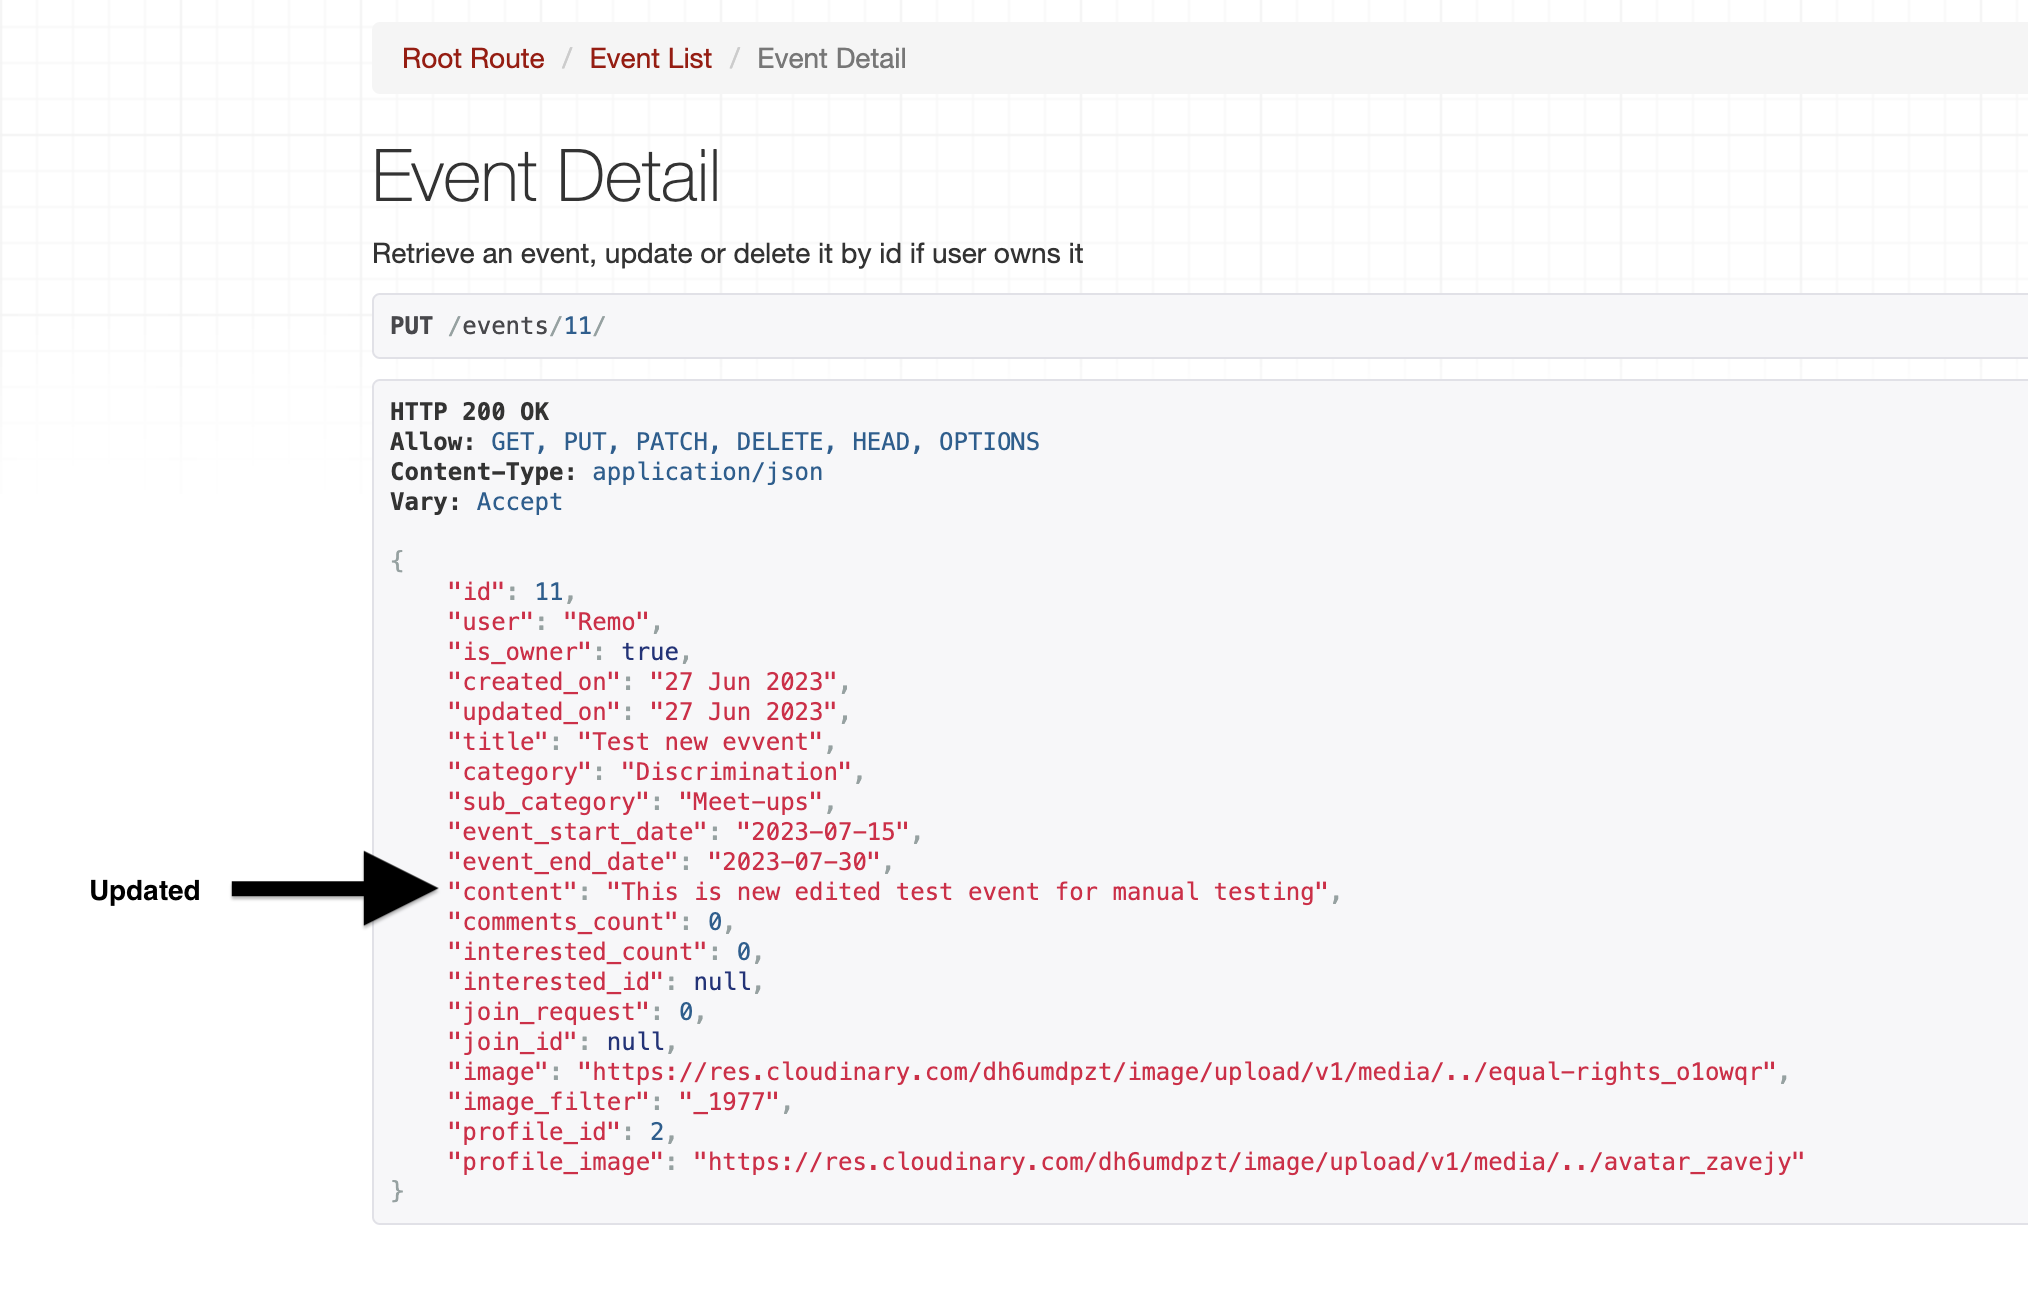 Root Route / Event List / Event Detail
Event Detail
Retrieve an event, update or delete it by id if user owns it
PUT /events/11/
HTTP 200 OK
Allow: GET, PUT, PATCH, DELETE, HEAD, OPTIONS
Content-Type: application/json
Vary: Accept
{
    "id": 11,
    "user": "Remo",
    "is_owner": true,
    "created_on": "27 Jun 2023",
    "updated_on": "27 Jun 2023",
    "title": "Test new evvent",
    "category": "Discrimination",
    "sub_category": "Meet-ups",
    "event_start_date": "2023-07-15",
    "event_end_date": "2023-07-30",
Updated
    "content": "This is new edited test event for manual testing",
    "comments_count": 0,
    "interested_count": 0,
    "interested_id": null,
    "join_request": 0,
    "join_id": null,
    "image": "https://res.cloudinary.com/dh6umdpzt/image/upload/v1/media/../equal-rights_o1owqr",
    "image_filter": "_1977",
    "profile_id": 2,
    "profile_image": "https://res.cloudinary.com/dh6umdpzt/image/upload/v1/media/../avatar_zavejy"
}